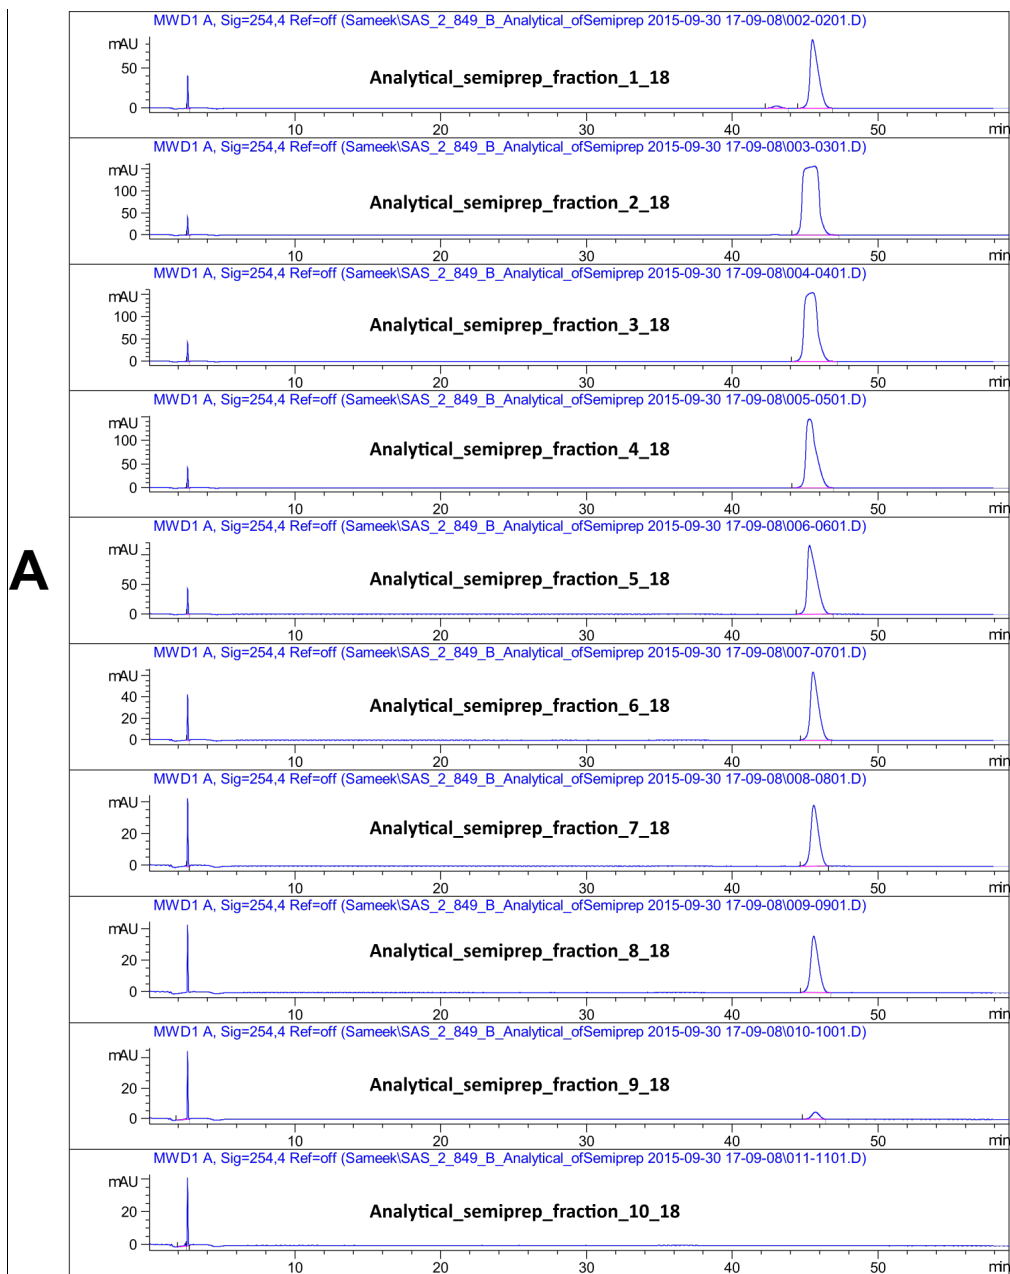 MWD1 A, Sig=254,4 Ref=off (Sameek\SAS_2_849_B_Analytical_ofSemiprep 2015-09-30 17-09-08\002-0201.D)
mAU
Analytical_semiprep_fraction_1_18
50
0
10 20 30 40 50 min
MWD1 A, Sig=254,4 Ref=off (Sameek\SAS_2_849_B_Analytical_ofSemiprep 2015-09-30 17-09-08\003-0301.D)
mAU
100
Analytical_semiprep_fraction_2_18
50
0
10 20 30 40 50 min
MWD1 A, Sig=254,4 Ref=off (Sameek\SAS_2_849_B_Analytical_ofSemiprep 2015-09-30 17-09-08\004-0401.D)
mAU
100
Analytical_semiprep_fraction_3_18
50
0
10 20 30 40 50 min
MWD1 A, Sig=254,4 Ref=off (Sameek\SAS_2_849_B_Analytical_ofSemiprep 2015-09-30 17-09-08\005-0501.D)
mAU
100
Analytical_semiprep_fraction_4_18
50
0
10 20 30 40 50 min
A
MWD1 A, Sig=254,4 Ref=off (Sameek\SAS_2_849_B_Analytical_ofSemiprep 2015-09-30 17-09-08\006-0601.D)
mAU
Analytical_semiprep_fraction_5_18
50
0
10 20 30 40 50 min
MWD1 A, Sig=254,4 Ref=off (Sameek\SAS_2_849_B_Analytical_ofSemiprep 2015-09-30 17-09-08\007-0701.D)
mAU
40
Analytical_semiprep_fraction_6_18
20
0
10 20 30 40 50 min
MWD1 A, Sig=254,4 Ref=off (Sameek\SAS_2_849_B_Analytical_ofSemiprep 2015-09-30 17-09-08\008-0801.D)
mAU
Analytical_semiprep_fraction_7_18
20
0
10 20 30 40 50 min
MWD1 A, Sig=254,4 Ref=off (Sameek\SAS_2_849_B_Analytical_ofSemiprep 2015-09-30 17-09-08\009-0901.D)
mAU
Analytical_semiprep_fraction_8_18
20
0
10 20 30 40 50 min
MWD1 A, Sig=254,4 Ref=off (Sameek\SAS_2_849_B_Analytical_ofSemiprep 2015-09-30 17-09-08\010-1001.D)
mAU
Analytical_semiprep_fraction_9_18
20
0
10 20 30 40 50 min
MWD1 A, Sig=254,4 Ref=off (Sameek\SAS_2_849_B_Analytical_ofSemiprep 2015-09-30 17-09-08\011-1101.D)
mAU
Analytical_semiprep_fraction_10_18
20
0
10 20 30 40 50 min